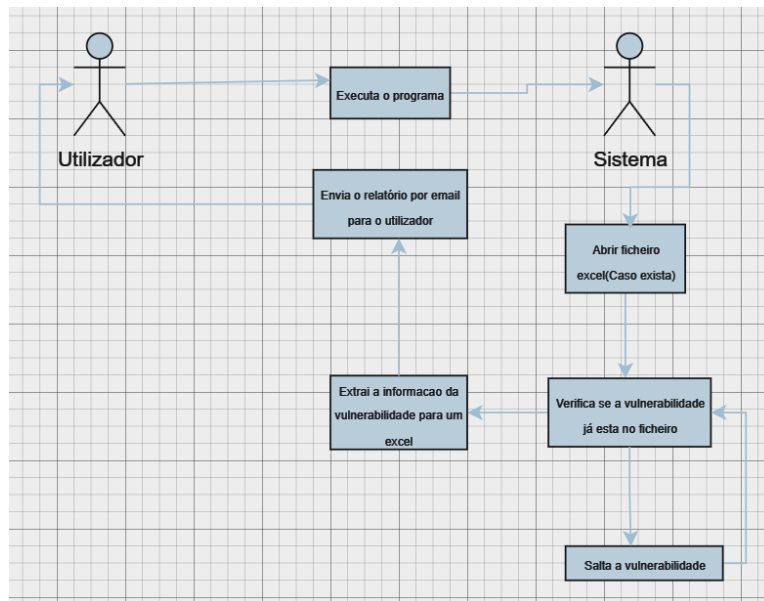 Executa o programa
Utilizador
Sistema
Envia o relatório por email
para o utilizador
Abrir ficheiro
excel(Caso exista)
Extrai a informacao da
vulnerabilidade para um
excel
Verifica se a vulnerabilidade
já esta no ficheiro
Salta a vulnerabilidade